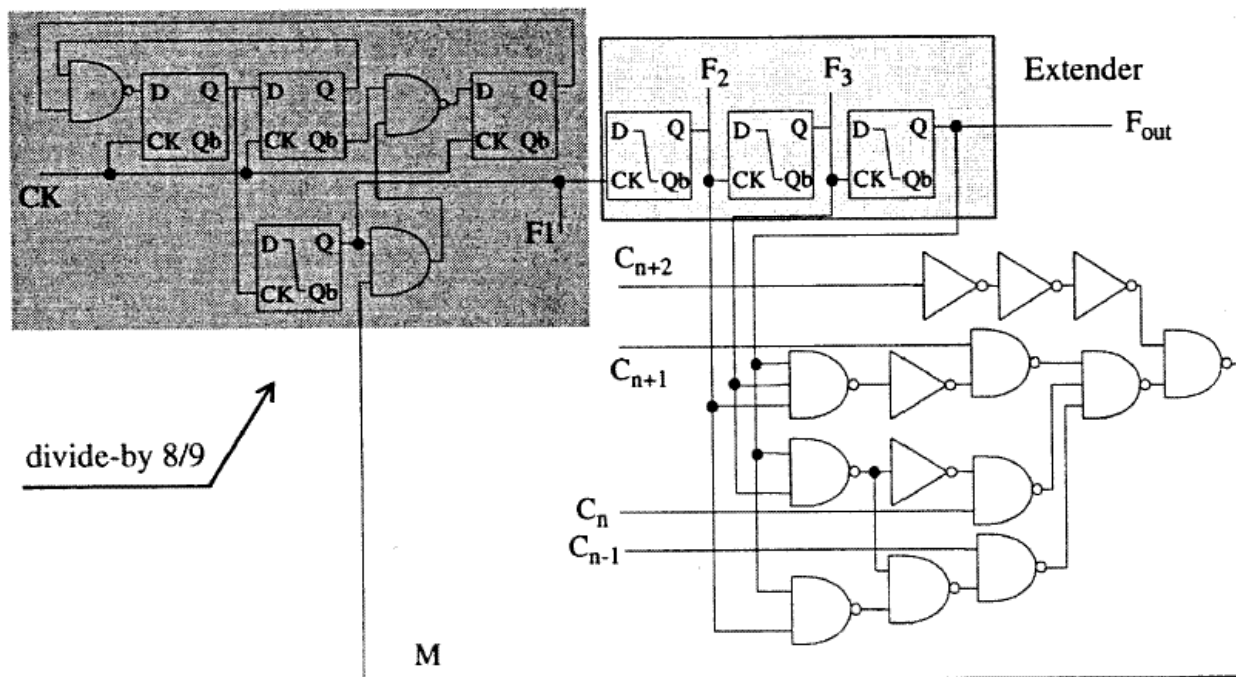 D Q
CK Qb
D Q
CK Qb
D Q
CK Qb
CK
D Q
CK Qb
F1
M
divide-by 8/9
F2 F3
Extender
D Q
CK Qb
D Q
CK Qb
D Q
CK Qb
Fout
Cn+2
Cn+1
Cn
Cn-1